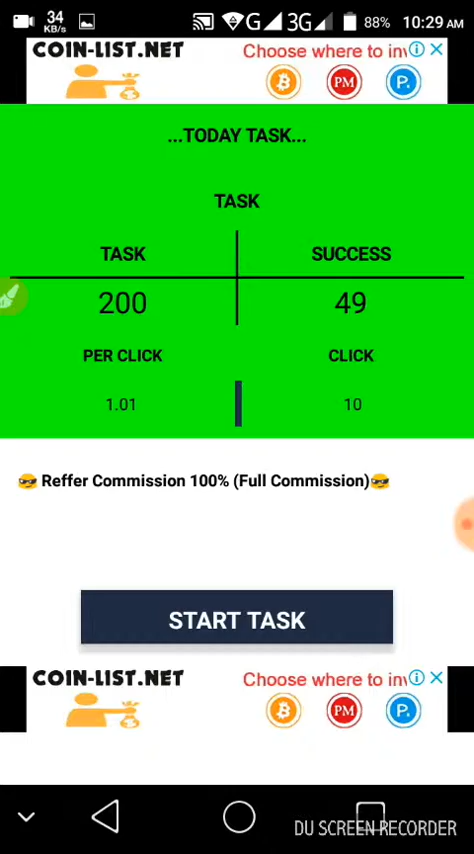 34 KB/s G 3G 88% 10:29 AM
COIN-LIST.NET Choose where to in
PM P.
...TODAY TASK...
TASK
TASK SUCCESS
200 49
PER CLICK CLICK
1.01 10
😎 Reffer Commission 100% (Full Commission)😎
START TASK
COIN-LIST.NET Choose where to in
PM P.
DU SCREEN RECORDER